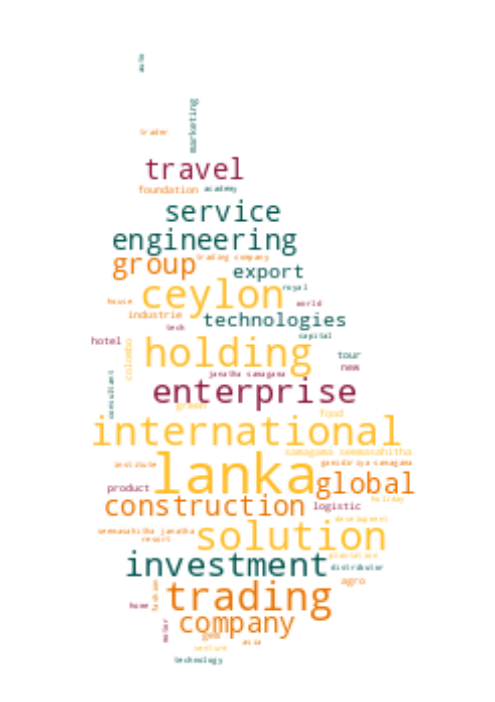 auto
marketing
trader
travel
foundation academy
service
engineering
group trading company
export
ceylon royal
house world
industrie technologies
tech capital
hotel colombo holding
tour
new
janatha samagama
consultant enterprise
green food
international
samagama seemasahitha
institute lanka gamidiriya samagama
product global
construction holiday
logistic
development
seemasahitha janatha solution
resort
plantation
investment distributor
agro
home fashion trading
motor company
gem asia
venture
technology